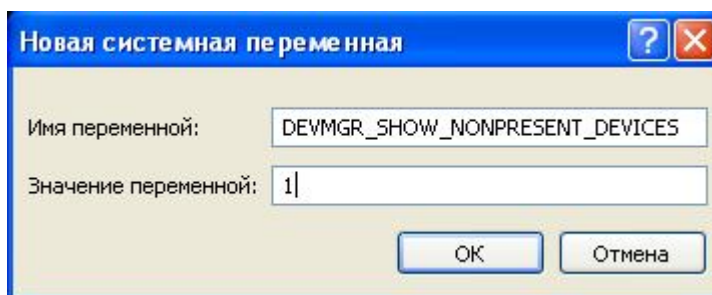 Новая системная переменная
Имя переменной: DEVMGR_SHOW_NONPRESENT_DEVICES
Значение переменной: 1
OK Отмена